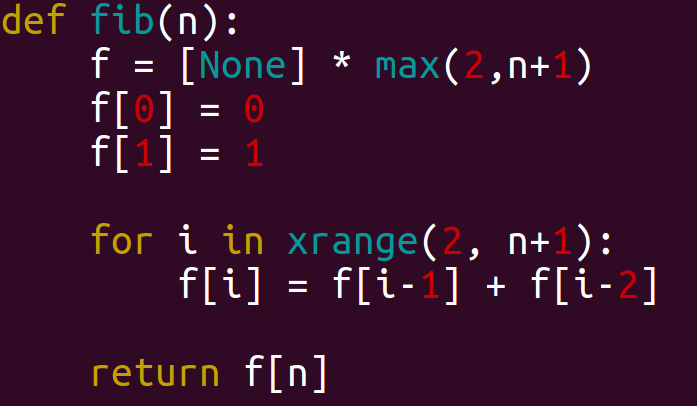 def fib(n):
    f = [None] * max(2,n+1)
    f[0] = 0
    f[1] = 1

    for i in xrange(2, n+1):
        f[i] = f[i-1] + f[i-2]

    return f[n]